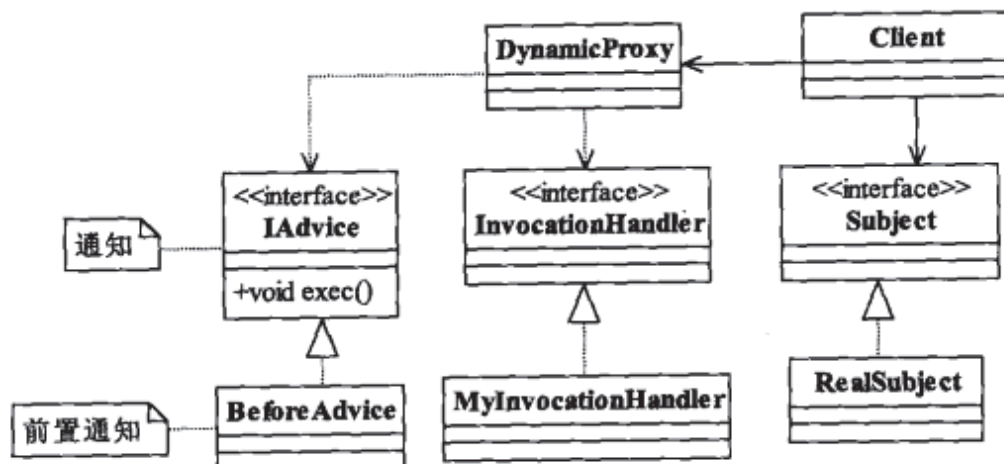 DynamicProxy
Client
<<interface>>
IAdvice
+void exec()
<<interface>>
InvocationHandler
<<interface>>
Subject
通知
BeforeAdvice
MyInvocationHandler
RealSubject
前置通知